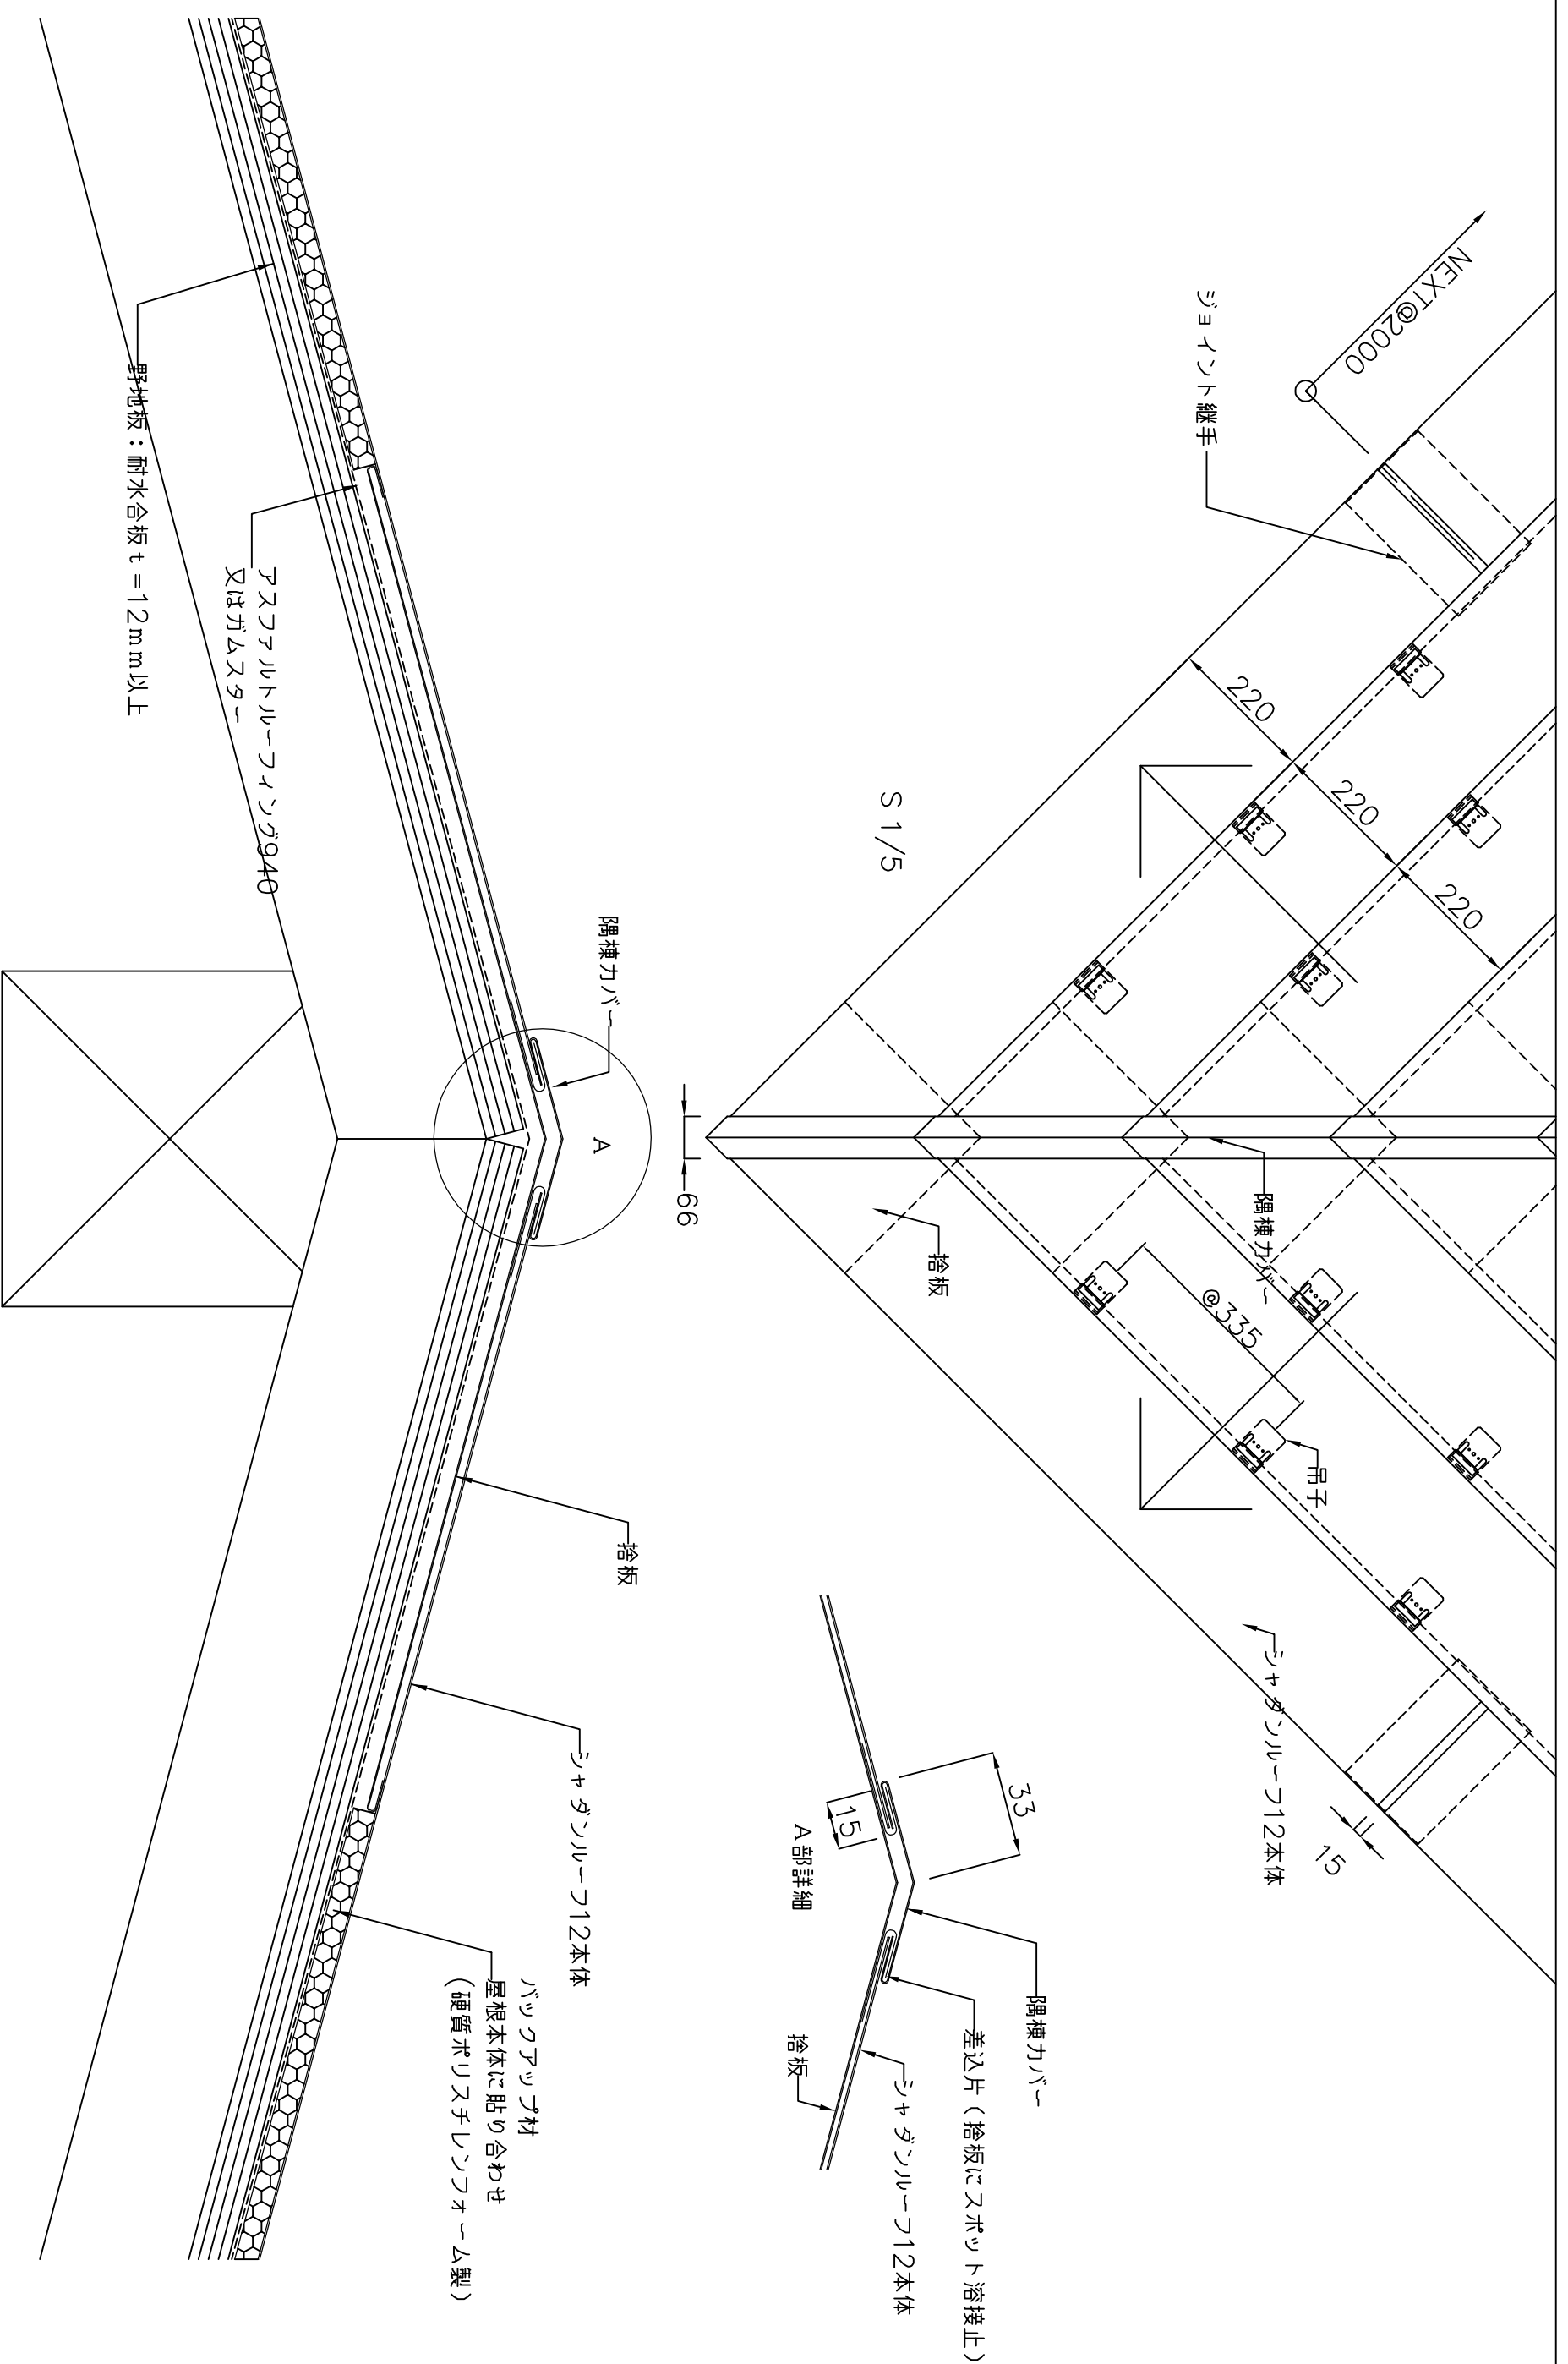 NEXT@2000
ジョイント継手
220
220
220
S 1/5
66
隅棟カバー
捨板
@335
吊子
シャダンルーフ12本体
15
33
15
A部詳細
隅棟カバー
差込片（捨板にスポット溶接止）
シャダンルーフ12本体
捨板
隅棟カバー
A
捨板
シャダンルーフ12本体
バックアップ材
屋根本体に貼り合わせ
（硬質ポリスチレンフォーム製）
アスファルトルーフィング940
又はガムスター
野地板：耐水合板t=12mm以上